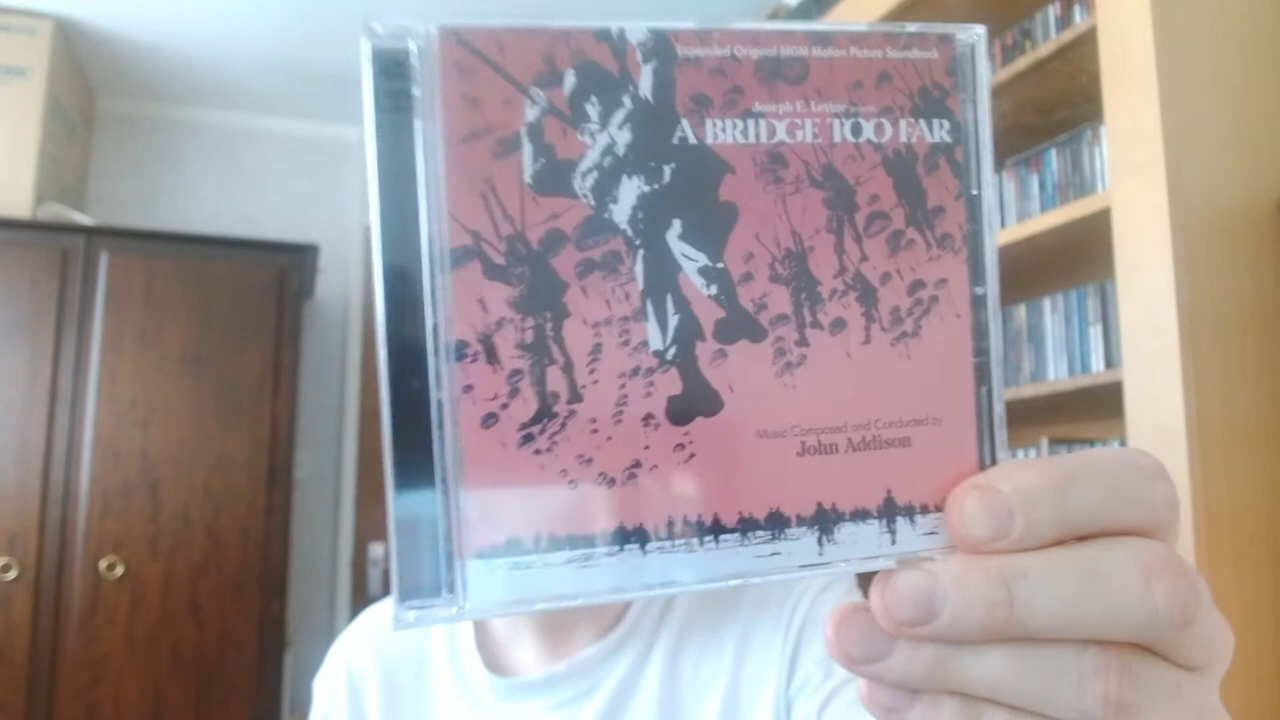 Expanded Original MGM Motion Picture Soundtrack
Joseph E. Levine presents
A BRIDGE TOO FAR
Music Composed and Conducted by
John Addison